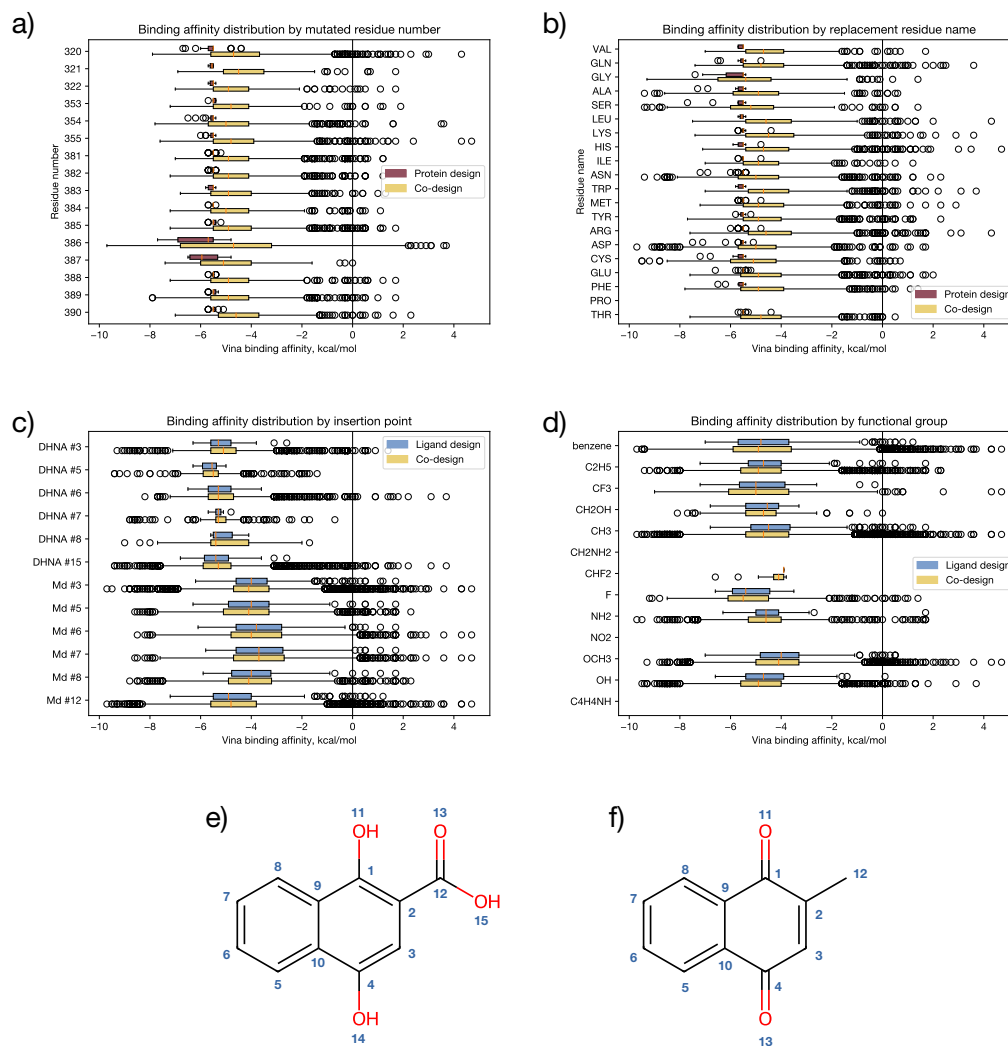 a)
Binding affinity distribution by mutated residue number
Residue number
320
321
322
353
354
355
381
382
383
384
385
386
387
388
389
390
Protein design
Co-design
−10 −8 −6 −4 −2 0 2 4
Vina binding affinity, kcal/mol
b)
Binding affinity distribution by replacement residue name
Residue name
VAL
GLN
GLY
ALA
SER
LEU
LYS
HIS
ILE
ASN
TRP
MET
TYR
ARG
ASP
CYS
GLU
PHE
PRO
THR
Protein design
Co-design
−10 −8 −6 −4 −2 0 2 4
Vina binding affinity, kcal/mol
c)
Binding affinity distribution by insertion point
DHNA #3
DHNA #5
DHNA #6
DHNA #7
DHNA #8
DHNA #15
Md #3
Md #5
Md #6
Md #7
Md #8
Md #12
Ligand design
Co-design
−10 −8 −6 −4 −2 0 2 4
Vina binding affinity, kcal/mol
d)
Binding affinity distribution by functional group
benzene
C2H5
CF3
CH2OH
CH3
CH2NH2
CHF2
F
NH2
NO2
OCH3
OH
C4H4NH
Ligand design
Co-design
−10 −8 −6 −4 −2 0 2 4
Vina binding affinity, kcal/mol
e)
11 13
OH O
8 1
9
7 12 OH
2 15
6 3
10
5 4
OH
14
f)
11
O
8 1 12
9
7 2
6 3
10
5 4
O
13